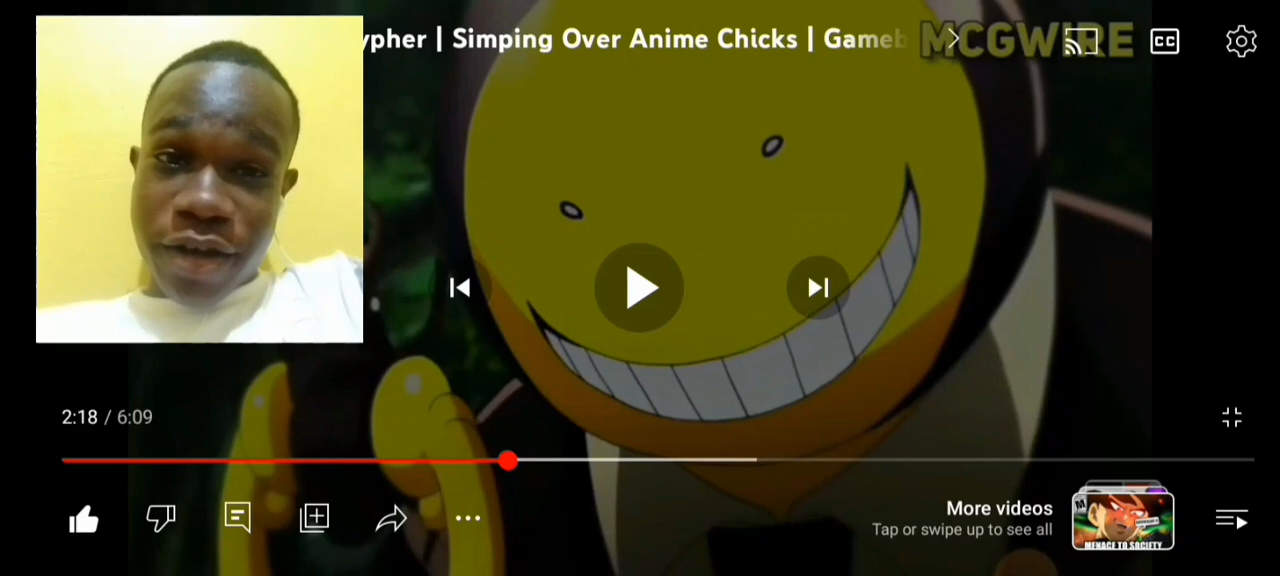 ypher | Simping Over Anime Chicks | Gameb
MCGWIRE
CC
2:18 / 6:09
More videos
Tap or swipe up to see all
MENACE TO SOCIETY